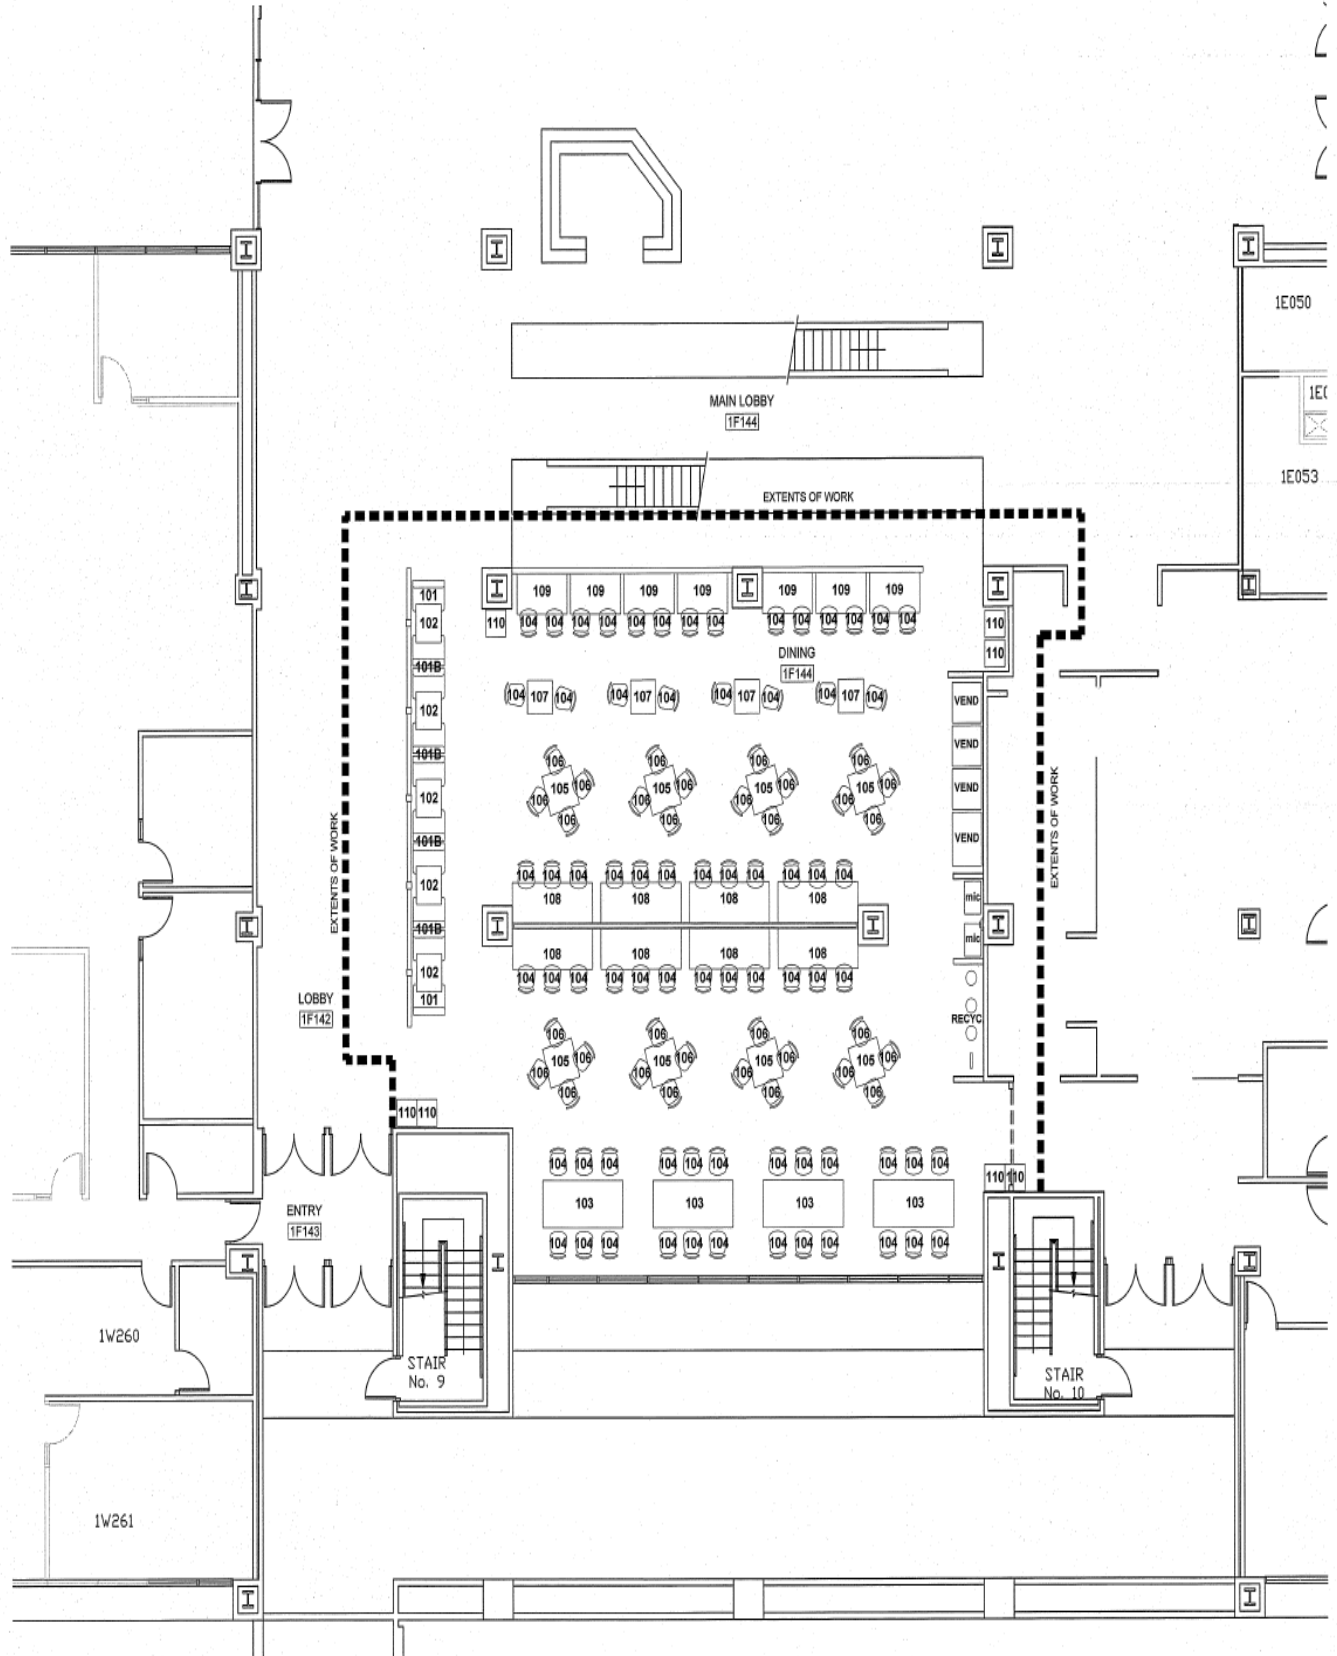 1E050
1E0
MAIN LOBBY
1F144
1E053
EXTENTS OF WORK
101 109 109 109 109 109 109 109
102 110 104 104 104 104 104 104 104 104 104 104 104 104 104 104 110
DINING
110
101B
1F144
104 107 104 104 107 104 104 107 104 104 107 104
102 VEND
101B VEND
106 106 106 106
105 106 105 106 105 106 105 106
102 106 106 106 106 VEND
106 106 106 106
EXTENTS OF WORK
EXTENTS OF WORK
101B VEND
104 104 104 104 104 104 104 104 104 104 104 104
102 108 108 108 108 mic
101B mic
108 108 108 108
102 104 104 104 104 104 104 104 104 104 104 104 104
101
LOBBY
1F142
RECYC
106 106 106 106
105 106 105 106 105 106 105 106
106 106 106 106
106 106 106 106
110 110
104 104 104 104 104 104 104 104 104 104 104 104
110 110
103 103 103 103
ENTRY
1F143
104 104 104 104 104 104 104 104 104 104 104 104
1W260
STAIR
No. 9
STAIR
No. 10
1W261